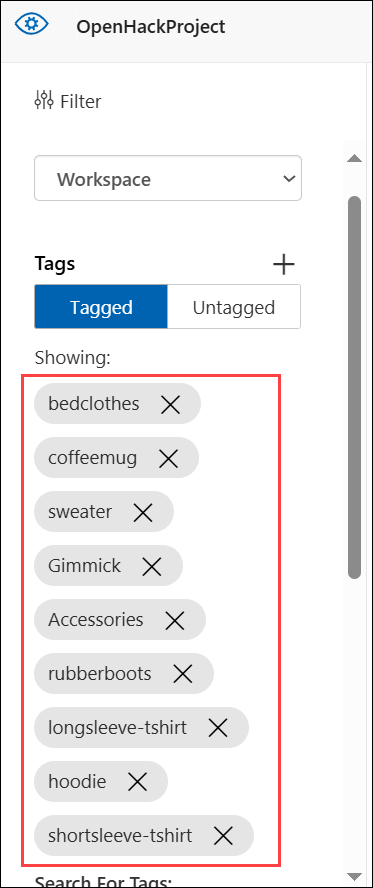 OpenHackProject
Filter
Workspace
Tags
Tagged Untagged
Showing:
bedclothes
coffeemug
sweater
Gimmick
Accessories
rubberboots
longsleeve-tshirt
hoodie
shortsleeve-tshirt
Search For Tags: